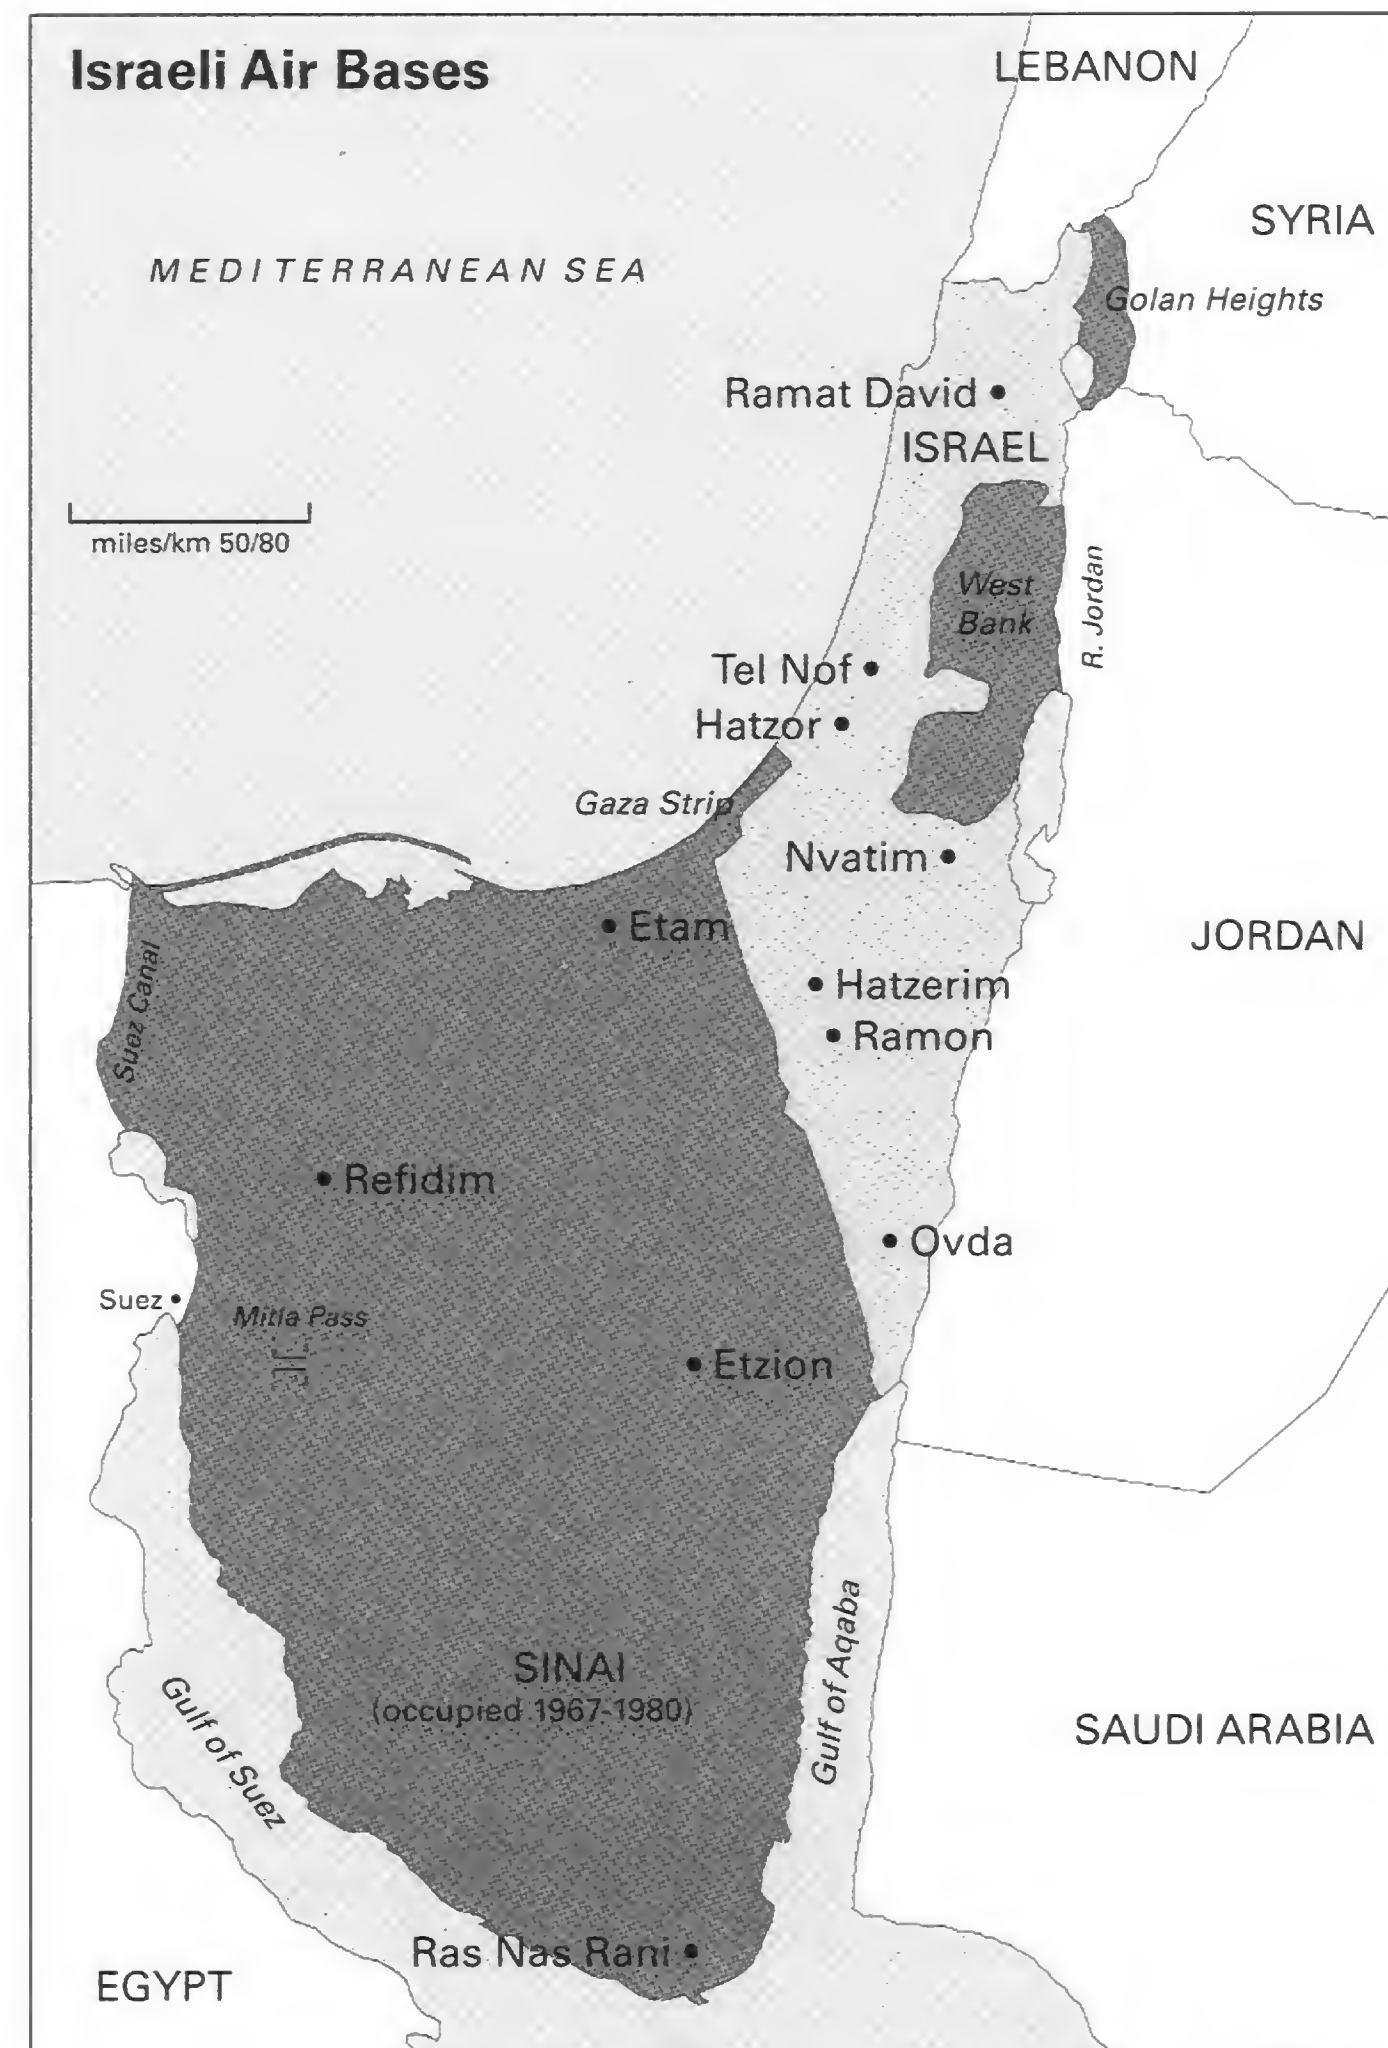 Israeli Air Bases
LEBANON
SYRIA
MEDITERRANEAN SEA
Golan Heights
Ramat David
ISRAEL
miles/km 50/80
West
Bank
R. Jordan
Tel Nof
Hatzor
Gaza Strip
Nvatim
Etam
JORDAN
Suez Canal
Hatzerim
Ramon
Refidim
Ovda
Suez
Mitla Pass
Etzion
Gulf of Aqaba
SINAI
(occupied 1967-1980)
Gulf of Suez
SAUDI ARABIA
Ras Nas Rani
EGYPT